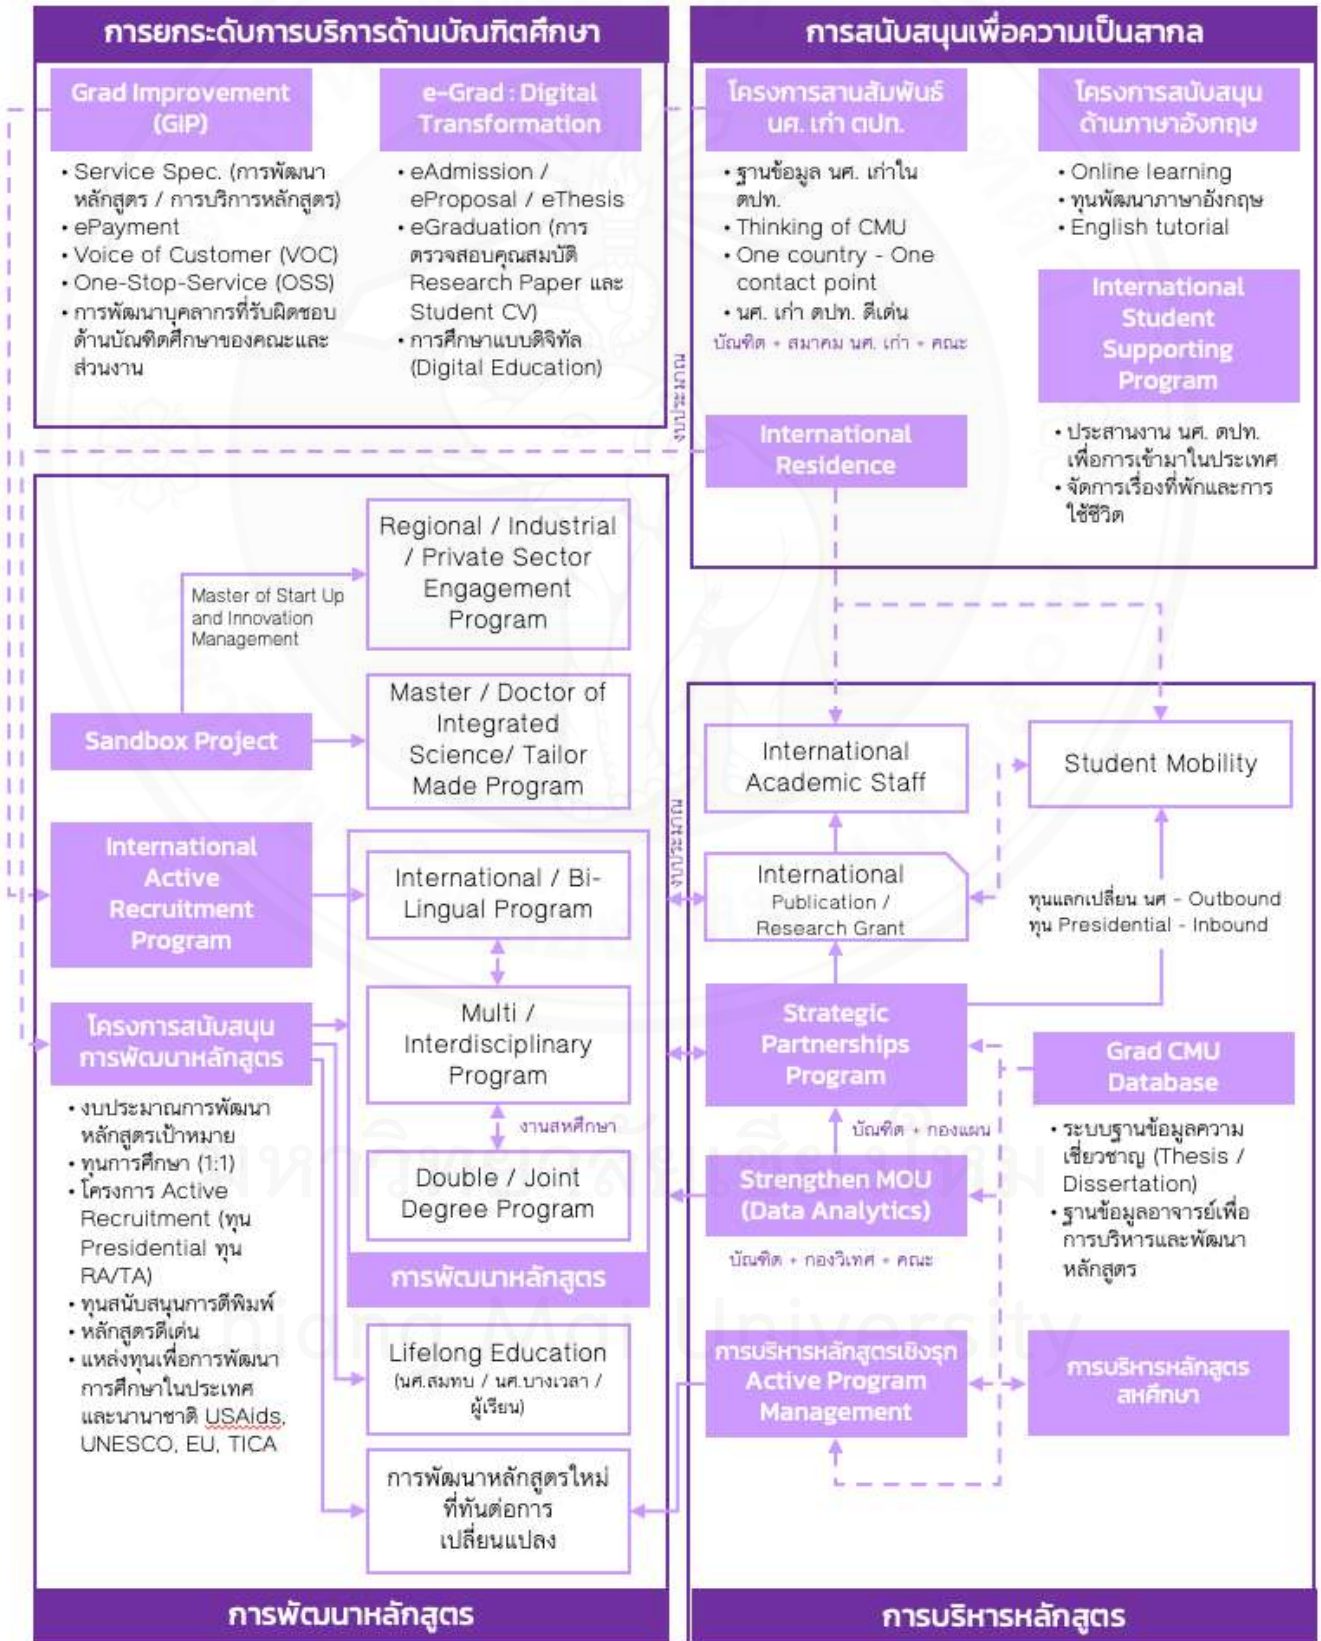 การยกระดับการบริการด้านบัณฑิตศึกษา
Grad Improvement
(GIP)
• Service Spec. (การพัฒนา
หลักสูตร / การบริการหลักสูตร)
• ePayment
• Voice of Customer (VOC)
• One-Stop-Service (OSS)
• การพัฒนาบุคลากรที่รับผิดชอบ
ด้านบัณฑิตศึกษาของคณะและ
ส่วนงาน
e-Grad : Digital
Transformation
• eAdmission /
eProposal / eThesis
• eGraduation (การ
ตรวจสอบคุณสมบัติ
Research Paper และ
Student CV)
• การศึกษาแบบดิจิทัล
(Digital Education)
การสนับสนุนเพื่อความเป็นสากล
โครงการสานสัมพันธ์
นศ. เก่า ตปท.
• ฐานข้อมูล นศ. เก่าใน
ตปท.
• Thinking of CMU
• One country - One
contact point
• นศ. เก่า ตปท. ดีเด่น
บัณฑิต + สมาคม นศ. เก่า + คณะ
International
Residence
โครงการสนับสนุน
ด้านภาษาอังกฤษ
• Online learning
• ทุนพัฒนาภาษาอังกฤษ
• English tutorial
International
Student
Supporting
Program
• ประสานงาน นศ. ตปท.
เพื่อการเข้ามาในประเทศ
• จัดการเรื่องที่พักและการ
ใช้ชีวิต
งบประมาณ
Regional / Industrial
/ Private Sector
Engagement
Program
Master of Start Up
and Innovation
Management
Sandbox Project
Master / Doctor of
Integrated
Science/ Tailor
Made Program
International
Active
Recruitment
Program
International / Bi-
Lingual Program
โครงการสนับสนุน
การพัฒนาหลักสูตร
• งบประมาณการพัฒนา
หลักสูตรเป้าหมาย
• ทุนการศึกษา (1:1)
• โครงการ Active
Recruitment (ทุน
Presidential ทุน
RA/TA)
• ทุนสนับสนุนการตีพิมพ์
• หลักสูตรดีเด่น
• แหล่งทุนเพื่อการพัฒนา
การศึกษาในประเทศ
และนานาชาติ USAids,
UNESCO, EU, TICA
Multi /
Interdisciplinary
Program
งานสหศึกษา
Double / Joint
Degree Program
การพัฒนาหลักสูตร
Lifelong Education
(นศ.สมทบ / นศ.บางเวลา /
ผู้เรียน)
การพัฒนาหลักสูตรใหม่
ที่ทันต่อการ
เปลี่ยนแปลง
การพัฒนาหลักสูตร
งบประมาณ
International
Academic Staff
Student Mobility
International
Publication /
Research Grant
ทุนแลกเปลี่ยน นศ - Outbound
ทุน Presidential - Inbound
Strategic
Partnerships
Program
Grad CMU
Database
• ระบบฐานข้อมูลความ
เชี่ยวชาญ (Thesis /
Dissertation)
• ฐานข้อมูลอาจารย์เพื่อ
การบริหารและพัฒนา
หลักสูตร
บัณฑิต + กองแผน
Strengthen MOU
(Data Analytics)
บัณฑิต + กองวิเทศ + คณะ
การบริหารหลักสูตรเชิงรุก
Active Program
Management
การบริหารหลักสูตร
สหศึกษา
การบริหารหลักสูตร
มหาวิทยาลัยเชียงใหม่
Chiang Mai University